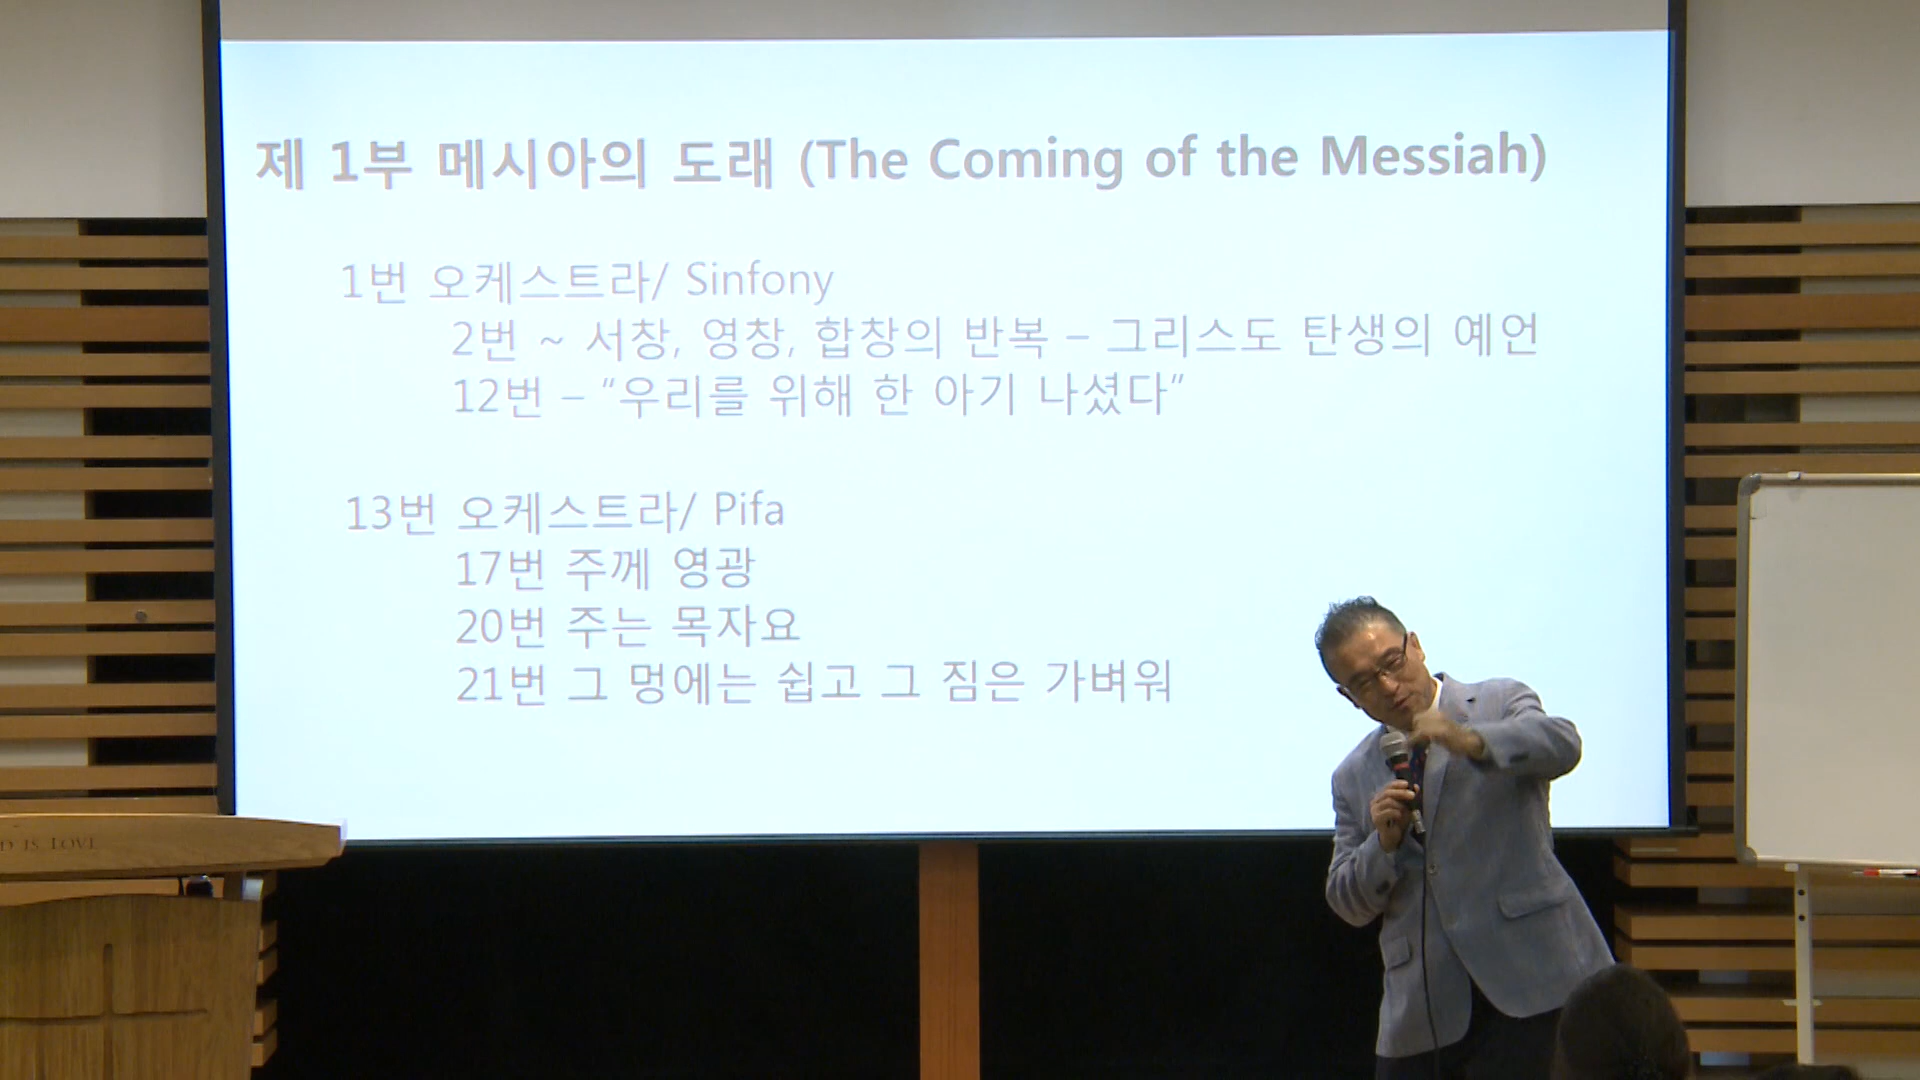 제 1부 메시아의 도래 (The Coming of the Messiah)
1번 오케스트라/ Sinfony
2번 ~ 서창, 영창, 합창의 반복 – 그리스도 탄생의 예언
12번 – “우리를 위해 한 아기 나셨다”
13번 오케스트라/ Pifa
17번 주께 영광
20번 주는 목자요
21번 그 멍에는 쉽고 그 짐은 가벼워
IS LOVE